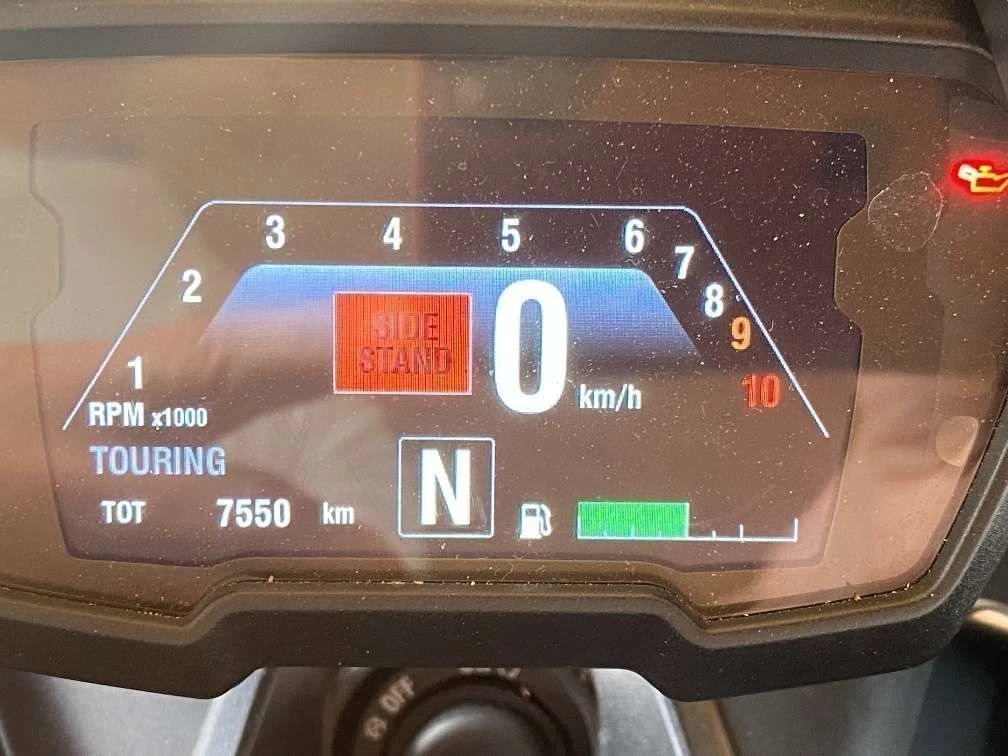 3 4 5 6
2 7 8
1 9 10
SIDE
STAND
0 km/h
RPM x1000
TOURING
TOT 7550 km
N
OFF